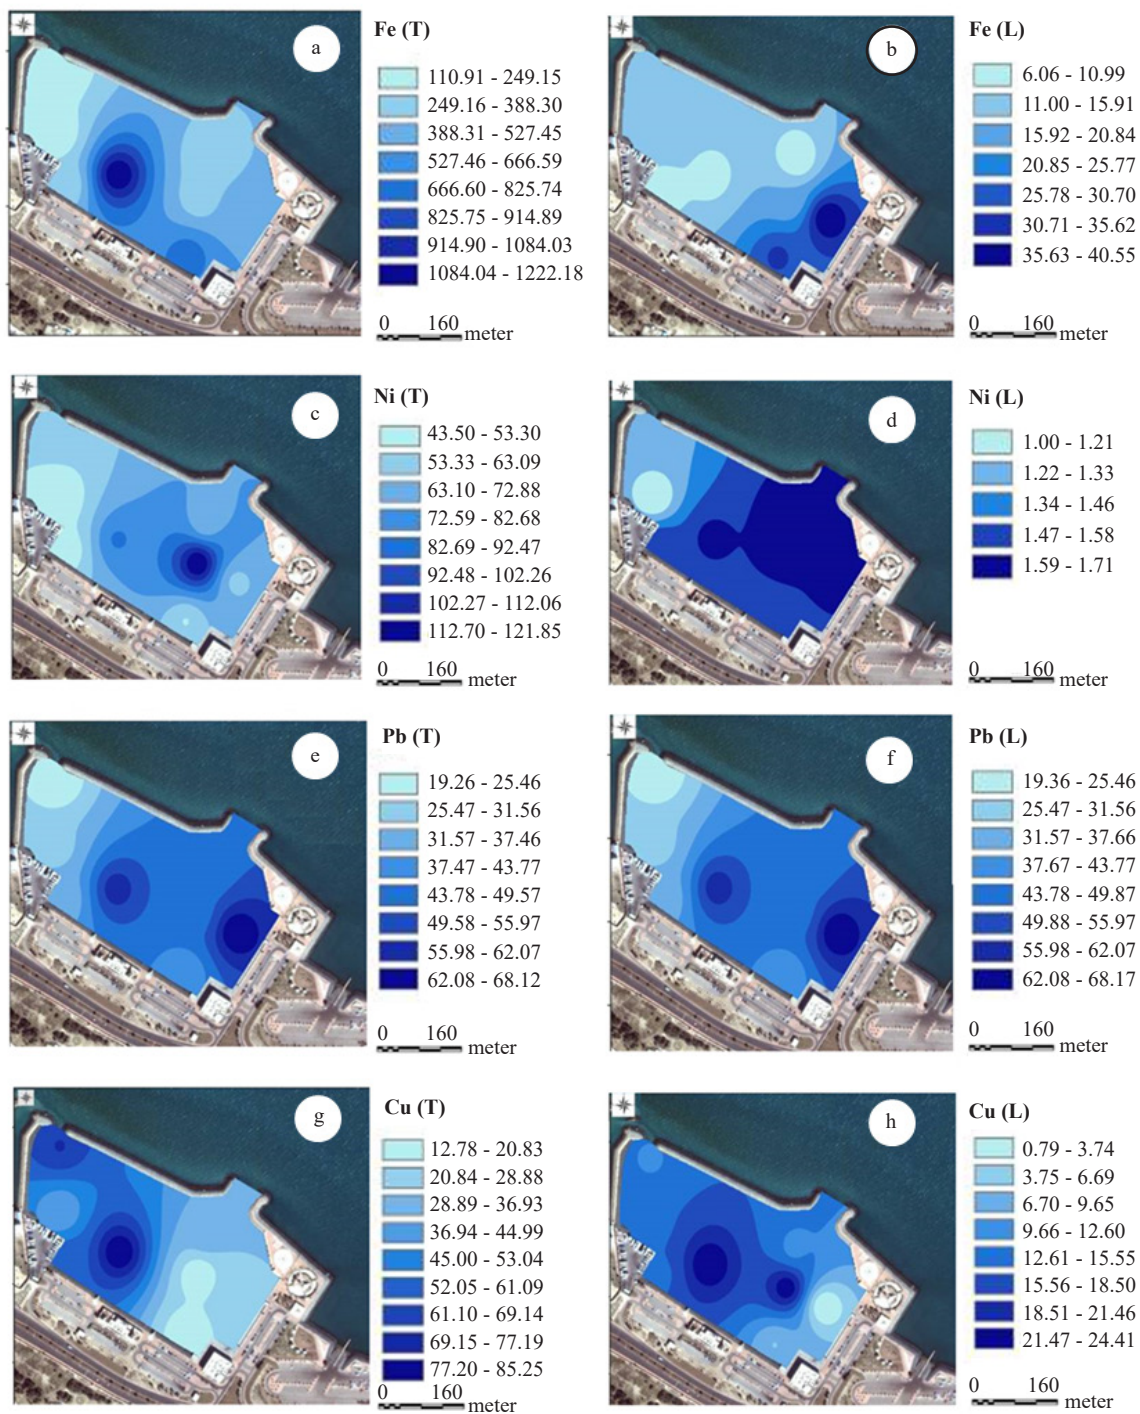 a
Fe (T)
110.91 - 249.15
249.16 - 388.30
388.31 - 527.45
527.46 - 666.59
666.60 - 825.74
825.75 - 914.89
914.90 - 1084.03
1084.04 - 1222.18
0 160
meter
b
Fe (L)
6.06 - 10.99
11.00 - 15.91
15.92 - 20.84
20.85 - 25.77
25.78 - 30.70
30.71 - 35.62
35.63 - 40.55
0 160
meter
c
Ni (T)
43.50 - 53.30
53.33 - 63.09
63.10 - 72.88
72.59 - 82.68
82.69 - 92.47
92.48 - 102.26
102.27 - 112.06
112.70 - 121.85
0 160
meter
d
Ni (L)
1.00 - 1.21
1.22 - 1.33
1.34 - 1.46
1.47 - 1.58
1.59 - 1.71
0 160
meter
e
Pb (T)
19.26 - 25.46
25.47 - 31.56
31.57 - 37.46
37.47 - 43.77
43.78 - 49.57
49.58 - 55.97
55.98 - 62.07
62.08 - 68.12
0 160
meter
f
Pb (L)
19.36 - 25.46
25.47 - 31.56
31.57 - 37.66
37.67 - 43.77
43.78 - 49.87
49.88 - 55.97
55.98 - 62.07
62.08 - 68.17
0 160
meter
g
Cu (T)
12.78 - 20.83
20.84 - 28.88
28.89 - 36.93
36.94 - 44.99
45.00 - 53.04
52.05 - 61.09
61.10 - 69.14
69.15 - 77.19
77.20 - 85.25
0 160
meter
h
Cu (L)
0.79 - 3.74
3.75 - 6.69
6.70 - 9.65
9.66 - 12.60
12.61 - 15.55
15.56 - 18.50
18.51 - 21.46
21.47 - 24.41
0 160
meter